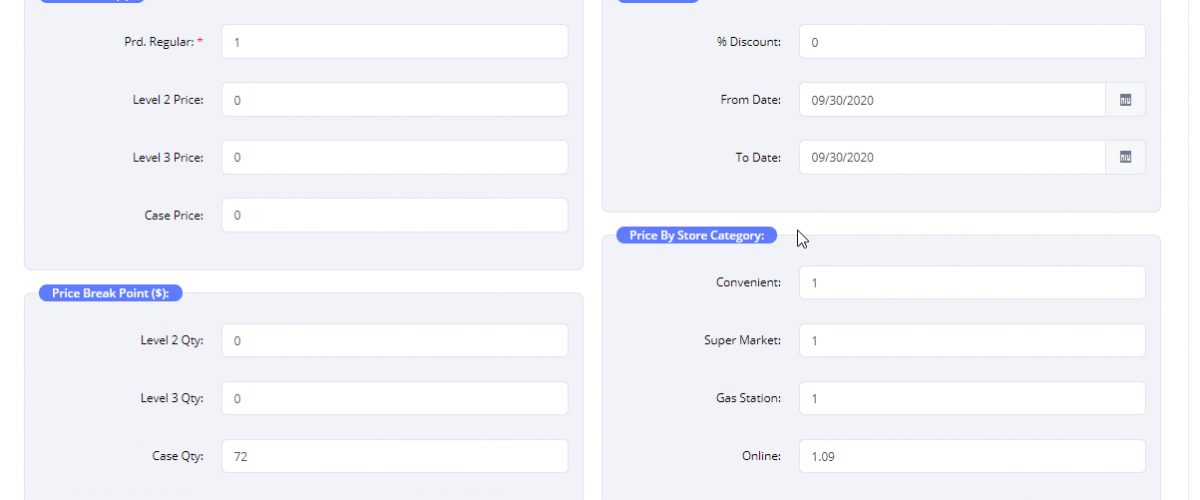 Prd. Regular: *
1
Level 2 Price:
0
Level 3 Price:
0
Case Price:
0
Price Break Point ($):
Level 2 Qty:
0
Level 3 Qty:
0
Case Qty:
72
% Discount:
0
From Date:
09/30/2020
To Date:
09/30/2020
Price By Store Category:
Convenient:
1
Super Market:
1
Gas Station:
1
Online:
1.09